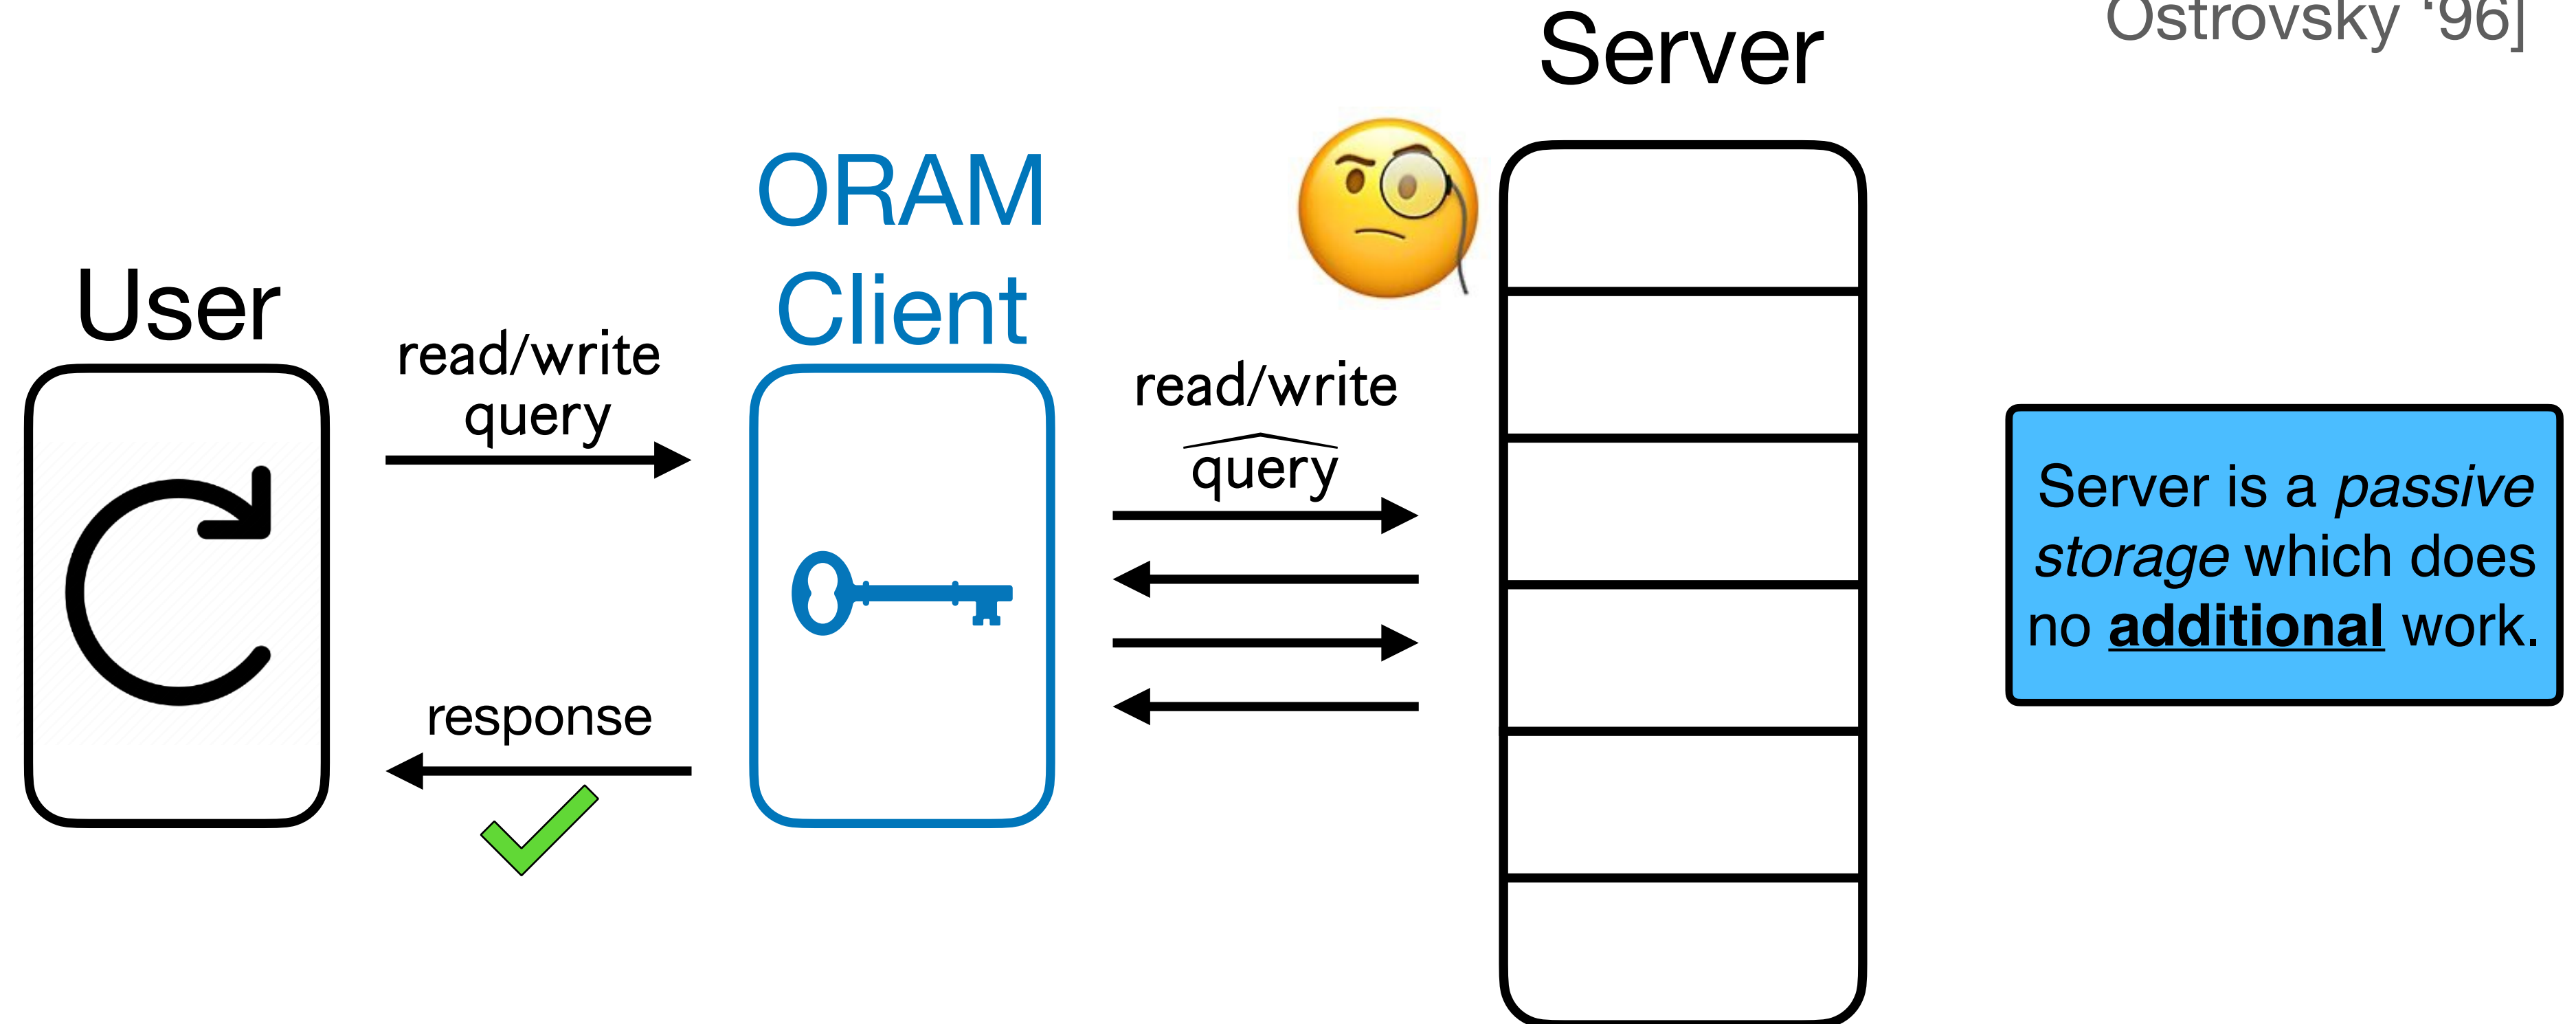 Ostrovsky ‘96]
Server
ORAM
Client
User
read/write
query
read/write
query
response
Server is a passive
storage which does
no additional work.